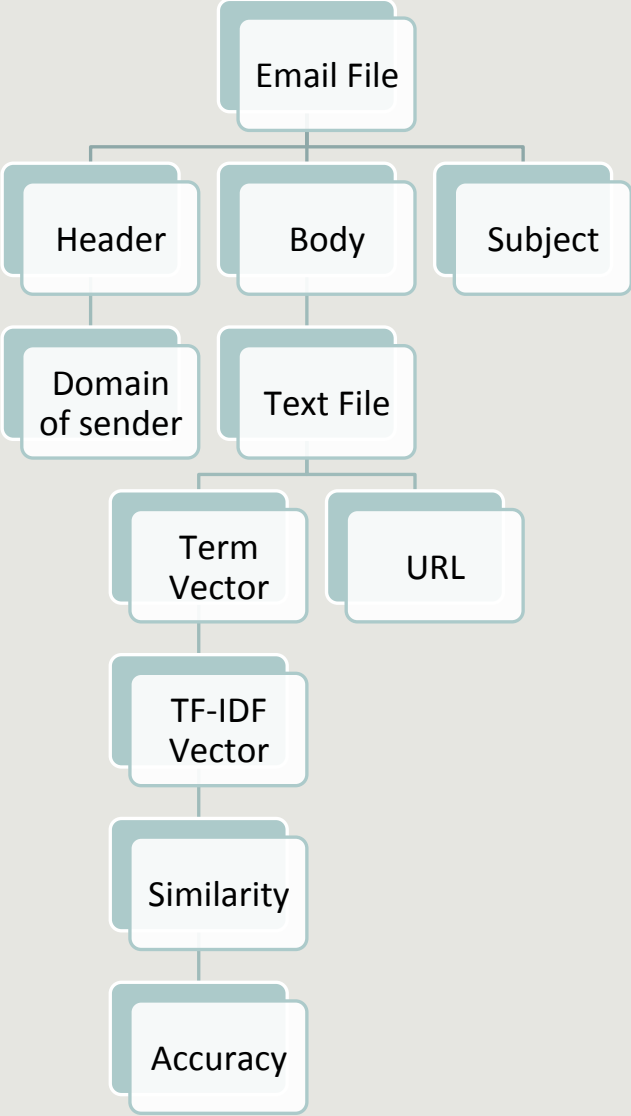 Email File
Header
Body
Subject
Domain
of sender
Text File
Term
Vector
URL
TF-IDF
Vector
Similarity
Accuracy